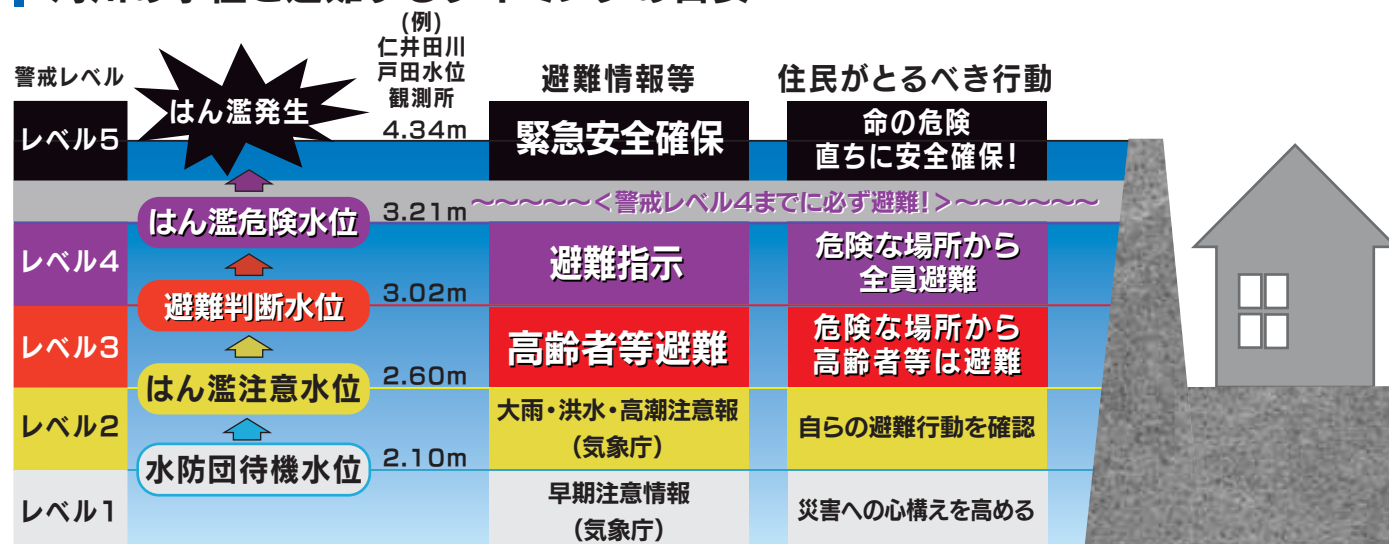 (例)
仁井田川
戸田水位
観測所
警戒レベル
避難情報等
住民がとるべき行動
はん濫発生
レベル5
4.34m
緊急安全確保
命の危険
直ちに安全確保!
～～～～～<警戒レベル4までに必ず避難!>～～～～～～
はん濫危険水位
3.21m
レベル4
避難指示
危険な場所から
全員避難
避難判断水位
3.02m
レベル3
高齢者等避難
危険な場所から
高齢者等は避難
はん濫注意水位
2.60m
レベル2
大雨・洪水・高潮注意報
(気象庁)
自らの避難行動を確認
水防団待機水位
2.10m
レベル1
早期注意情報
(気象庁)
災害への心構えを高める